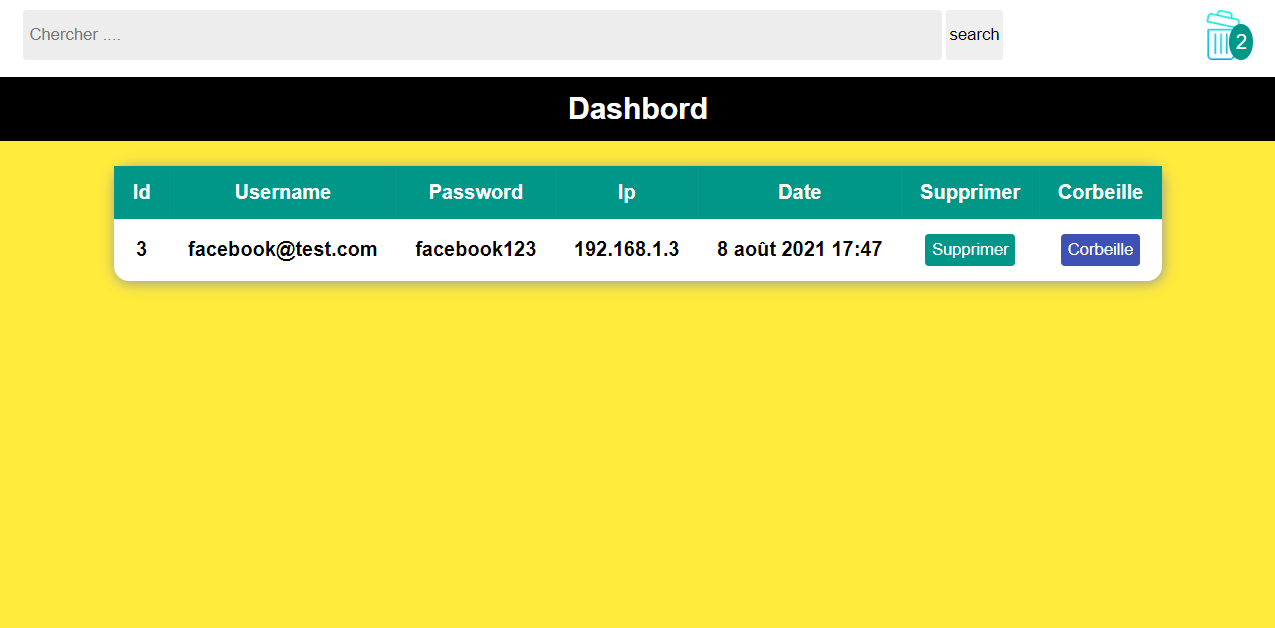 Chercher .... search 2
Dashbord
Id Username Password Ip Date Supprimer Corbeille
3 facebook@test.com facebook123 192.168.1.3 8 août 2021 17:47 Supprimer Corbeille